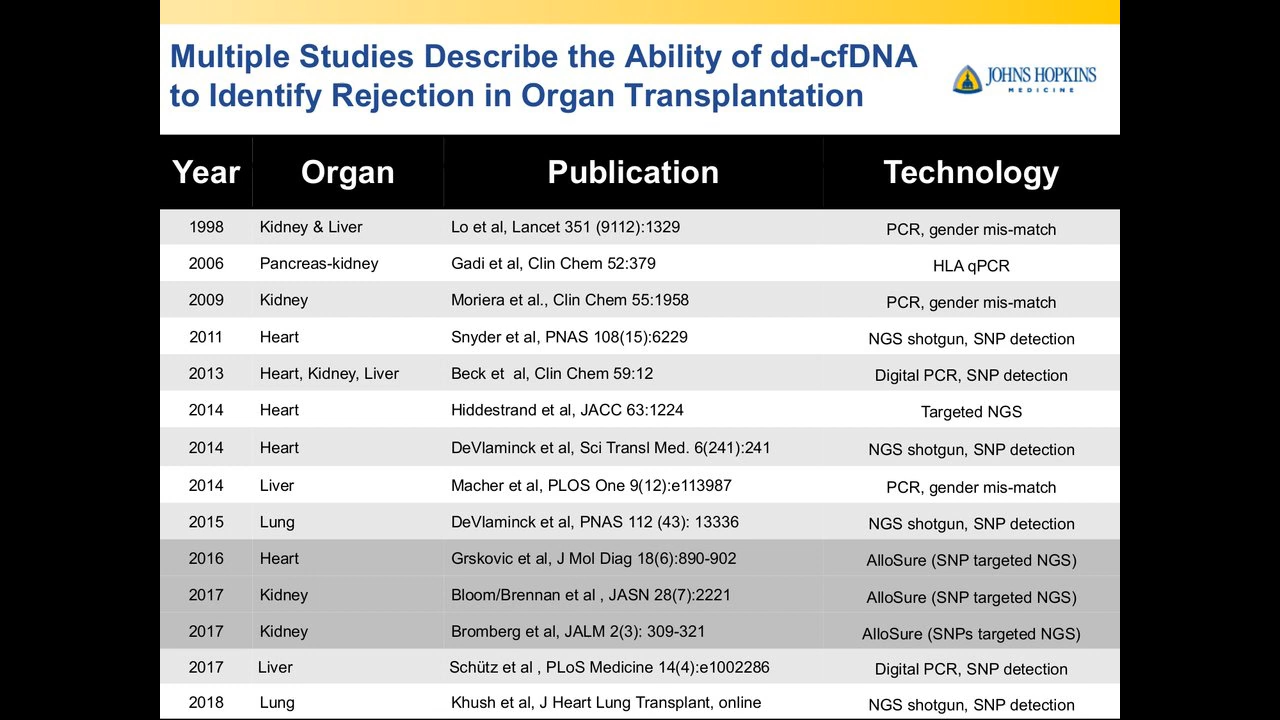 Multiple Studies Describe the Ability of dd-cfDNA
to Identify Rejection in Organ Transplantation
JOHNS HOPKINS
MEDICINE
Year Organ Publication Technology
1998 Kidney & Liver Lo et al, Lancet 351 (9112):1329 PCR, gender mis-match
2006 Pancreas-kidney Gadi et al, Clin Chem 52:379 HLA qPCR
2009 Kidney Moriera et al., Clin Chem 55:1958 PCR, gender mis-match
2011 Heart Snyder et al, PNAS 108(15):6229 NGS shotgun, SNP detection
2013 Heart, Kidney, Liver Beck et al, Clin Chem 59:12 Digital PCR, SNP detection
2014 Heart Hiddestrand et al, JACC 63:1224 Targeted NGS
2014 Heart DeVlaminck et al, Sci Transl Med. 6(241):241 NGS shotgun, SNP detection
2014 Liver Macher et al, PLOS One 9(12):e113987 PCR, gender mis-match
2015 Lung DeVlaminck et al, PNAS 112 (43): 13336 NGS shotgun, SNP detection
2016 Heart Grskovic et al, J Mol Diag 18(6):890-902 AlloSure (SNP targeted NGS)
2017 Kidney Bloom/Brennan et al , JASN 28(7):2221 AlloSure (SNP targeted NGS)
2017 Kidney Bromberg et al, JALM 2(3): 309-321 AlloSure (SNPs targeted NGS)
2017 Liver Schütz et al , PLoS Medicine 14(4):e1002286 Digital PCR, SNP detection
2018 Lung Khush et al, J Heart Lung Transplant, online NGS shotgun, SNP detection